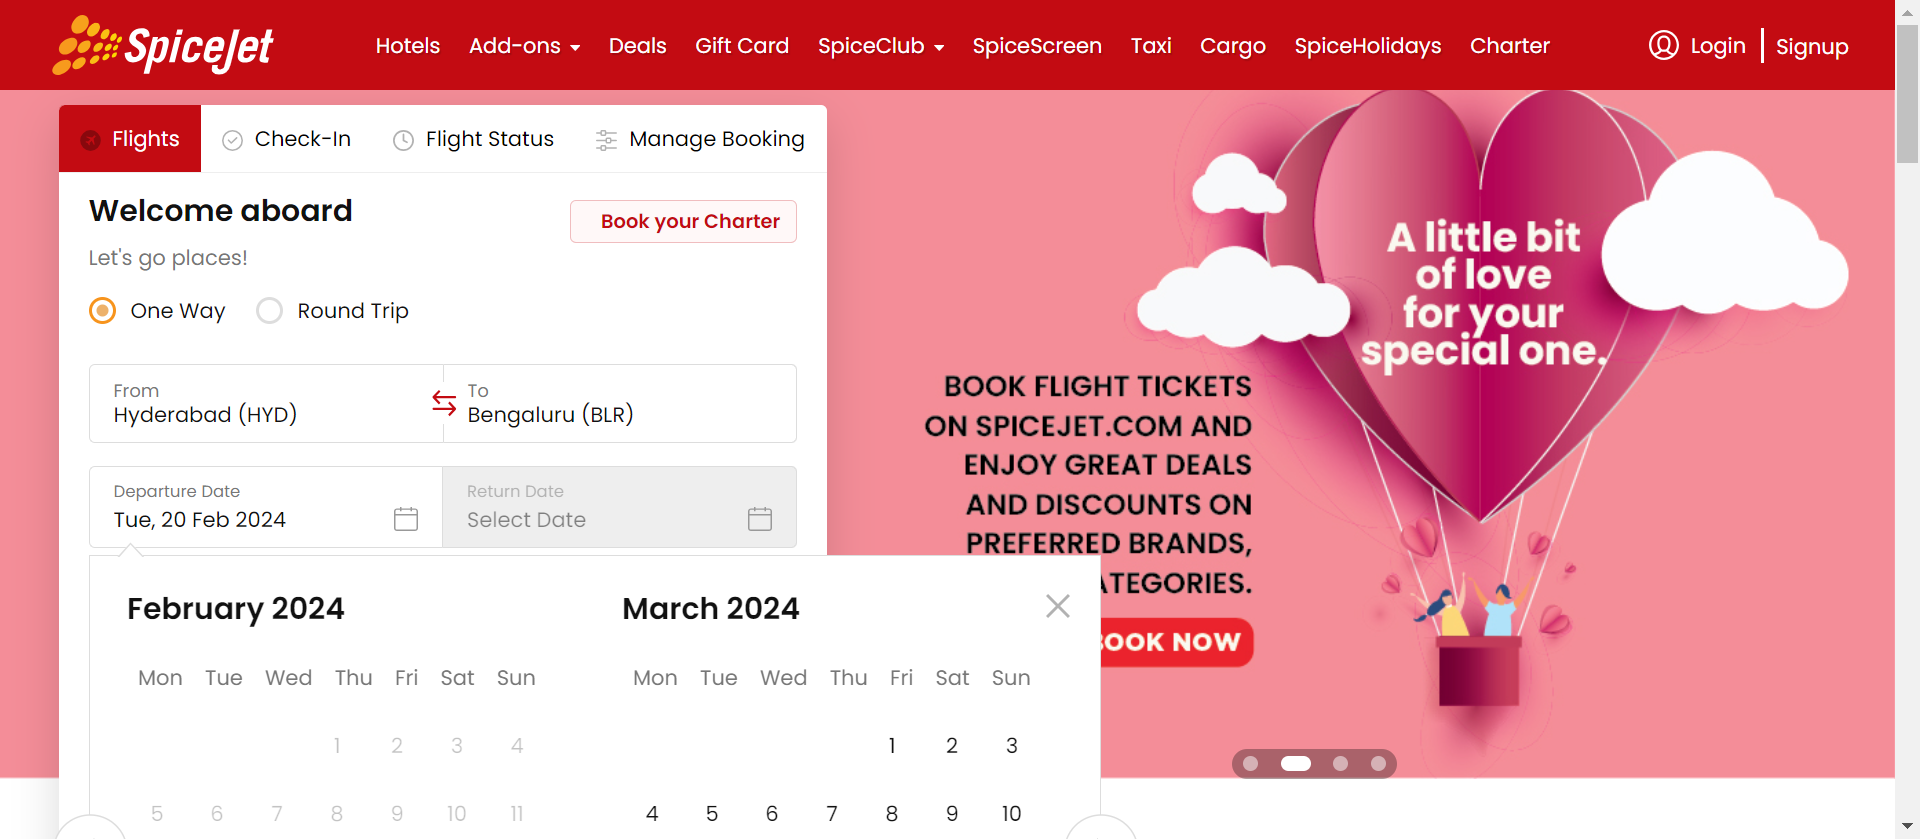 SpiceJet
Hotels Add-ons Deals Gift Card SpiceClub SpiceScreen Taxi Cargo SpiceHolidays Charter Login Signup
Flights Check-In Flight Status Manage Booking
Welcome aboard
Book your Charter
Let's go places!
One Way Round Trip
From To
Hyderabad (HYD) Bengaluru (BLR)
Departure Date Return Date
Tue, 20 Feb 2024 Select Date
February 2024 March 2024
Mon Tue Wed Thu Fri Sat Sun Mon Tue Wed Thu Fri Sat Sun
1 2 3 4 1 2 3
5 6 7 8 9 10 11 4 5 6 7 8 9 10
A little bit
of love
for your
special one.
BOOK FLIGHT TICKETS
ON SPICEJET.COM AND
ENJOY GREAT DEALS
AND DISCOUNTS ON
PREFERRED BRANDS,
ATEGORIES.
BOOK NOW